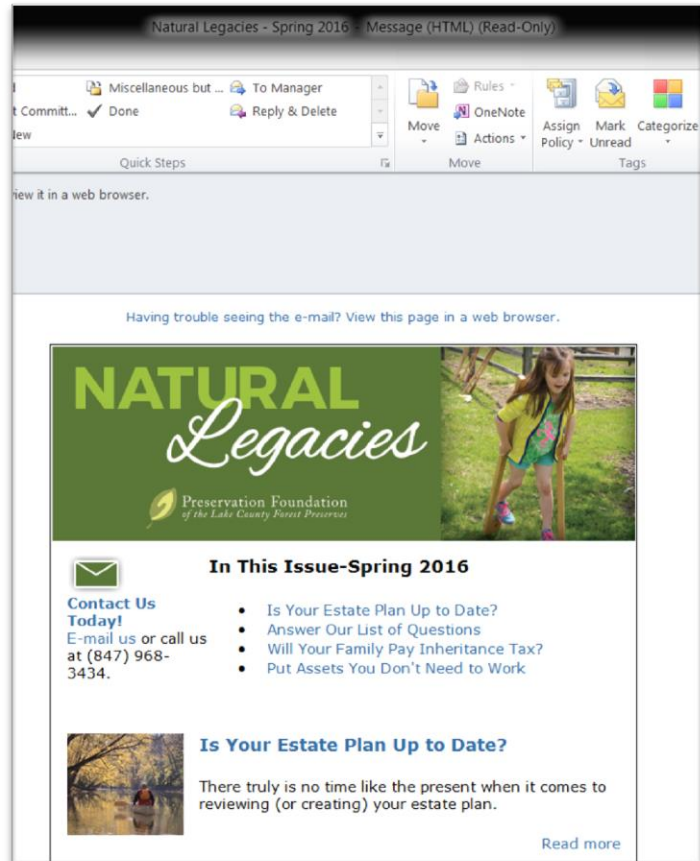 Natural Legacies - Spring 2016 - Message (HTML) (Read-Only)
Miscellaneous but ... To Manager
t Committ... Done Reply & Delete
Quick Steps
Move
Rules
OneNote
Actions
Move
Assign Policy
Mark Unread
Categorize
Tags
view it in a web browser.
Having trouble seeing the e-mail? View this page in a web browser.
NATURAL
Legacies
Preservation Foundation
of the Lake County Forest Preserves
In This Issue-Spring 2016
Contact Us
Today!
E-mail us or call us
at (847) 968-
3434.
• Is Your Estate Plan Up to Date?
• Answer Our List of Questions
• Will Your Family Pay Inheritance Tax?
• Put Assets You Don't Need to Work
Is Your Estate Plan Up to Date?
There truly is no time like the present when it comes to
reviewing (or creating) your estate plan.
Read more